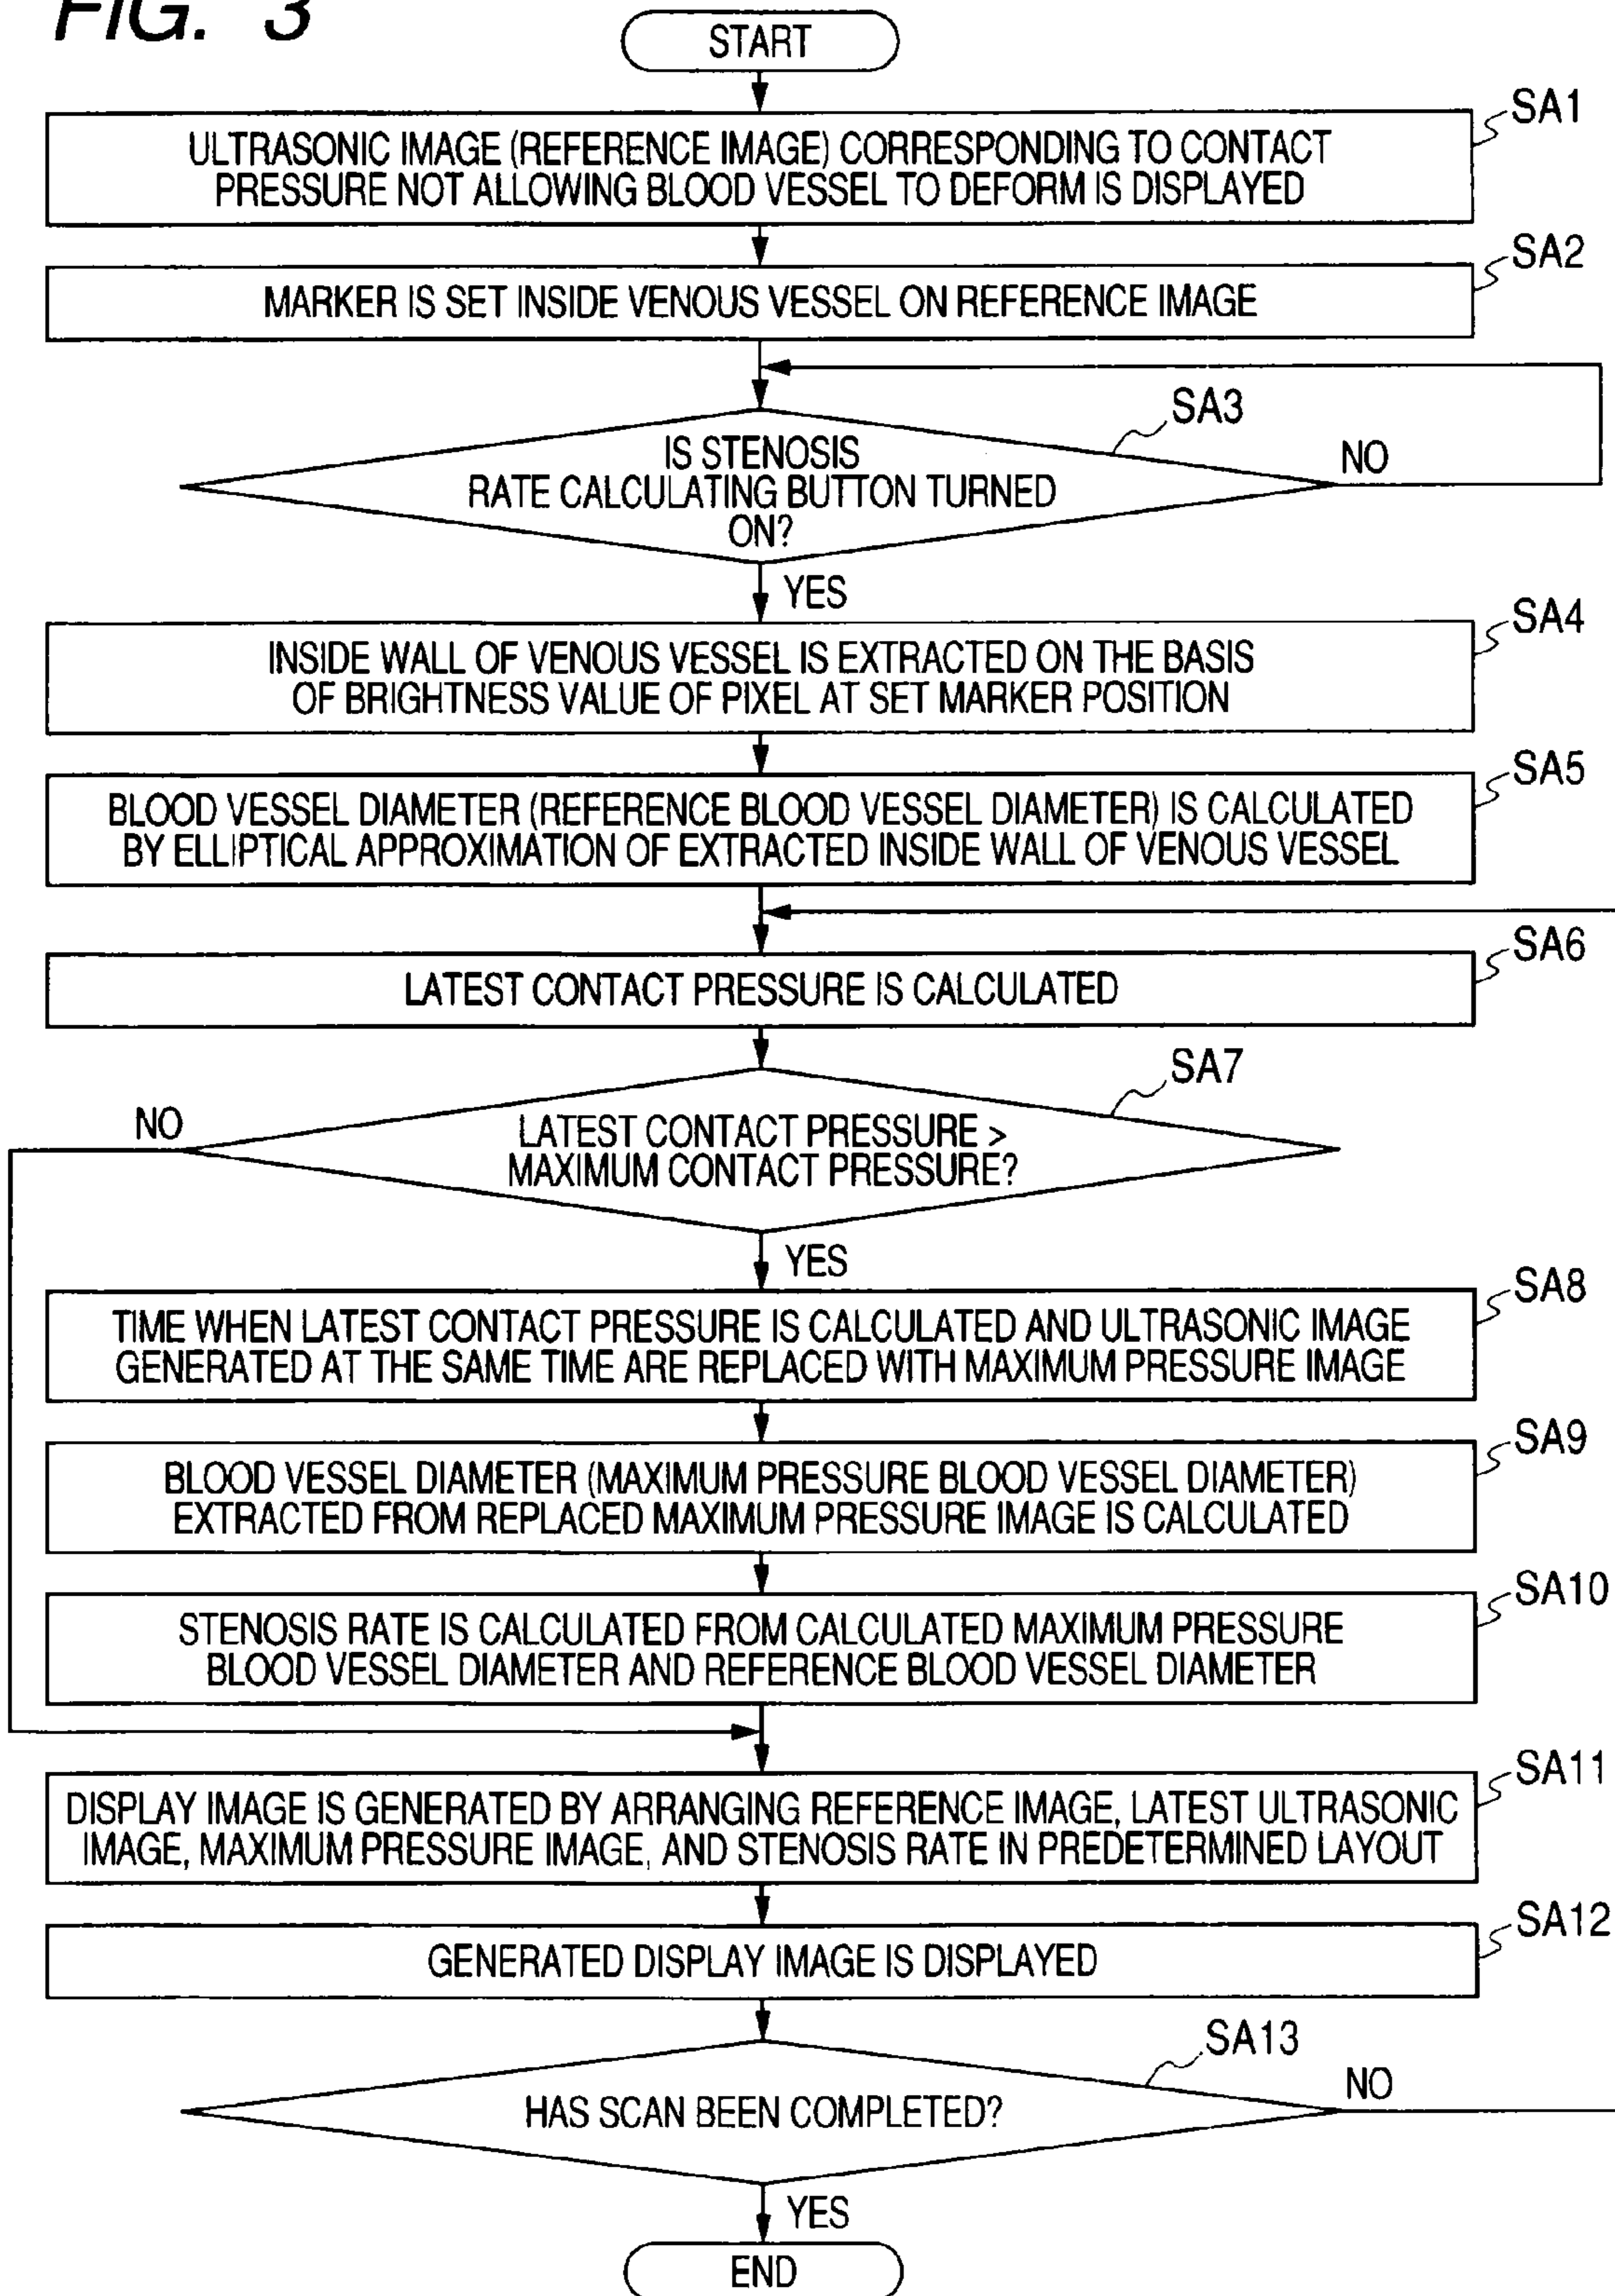 FIG. 3
START
SA1
ULTRASONIC IMAGE (REFERENCE IMAGE) CORRESPONDING TO CONTACT
PRESSURE NOT ALLOWING BLOOD VESSEL TO DEFORM IS DISPLAYED
SA2
MARKER IS SET INSIDE VENOUS VESSEL ON REFERENCE IMAGE
SA3
IS STENOSIS
RATE CALCULATING BUTTON TURNED
ON?
NO
YES
SA4
INSIDE WALL OF VENOUS VESSEL IS EXTRACTED ON THE BASIS
OF BRIGHTNESS VALUE OF PIXEL AT SET MARKER POSITION
SA5
BLOOD VESSEL DIAMETER (REFERENCE BLOOD VESSEL DIAMETER) IS CALCULATED
BY ELLIPTICAL APPROXIMATION OF EXTRACTED INSIDE WALL OF VENOUS VESSEL
SA6
LATEST CONTACT PRESSURE IS CALCULATED
SA7
NO
LATEST CONTACT PRESSURE >
MAXIMUM CONTACT PRESSURE?
YES
SA8
TIME WHEN LATEST CONTACT PRESSURE IS CALCULATED AND ULTRASONIC IMAGE
GENERATED AT THE SAME TIME ARE REPLACED WITH MAXIMUM PRESSURE IMAGE
SA9
BLOOD VESSEL DIAMETER (MAXIMUM PRESSURE BLOOD VESSEL DIAMETER)
EXTRACTED FROM REPLACED MAXIMUM PRESSURE IMAGE IS CALCULATED
SA10
STENOSIS RATE IS CALCULATED FROM CALCULATED MAXIMUM PRESSURE
BLOOD VESSEL DIAMETER AND REFERENCE BLOOD VESSEL DIAMETER
SA11
DISPLAY IMAGE IS GENERATED BY ARRANGING REFERENCE IMAGE, LATEST ULTRASONIC
IMAGE, MAXIMUM PRESSURE IMAGE, AND STENOSIS RATE IN PREDETERMINED LAYOUT
SA12
GENERATED DISPLAY IMAGE IS DISPLAYED
SA13
HAS SCAN BEEN COMPLETED?
NO
YES
END